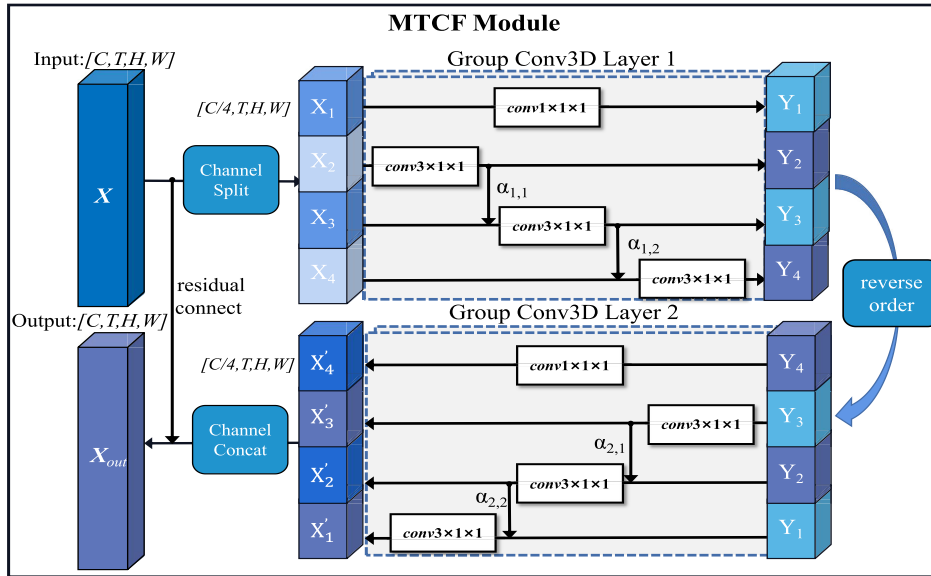 MTCF Module
Input:[C,T,H,W]
Group Conv3D Layer 1
[C/4,T,H,W]
X
Channel
Split
X₁
X₂
X₃
X₄
conv1×1×1
conv3×1×1
α₁,₁
conv3×1×1
α₁,₂
conv3×1×1
Y₁
Y₂
Y₃
Y₄
reverse
order
residual
connect
Output:[C,T,H,W]
Group Conv3D Layer 2
[C/4,T,H,W]
X_out
Channel
Concat
X'₄
X'₃
X'₂
X'₁
conv1×1×1
conv3×1×1
α₂,₁
conv3×1×1
α₂,₂
conv3×1×1
Y₄
Y₃
Y₂
Y₁